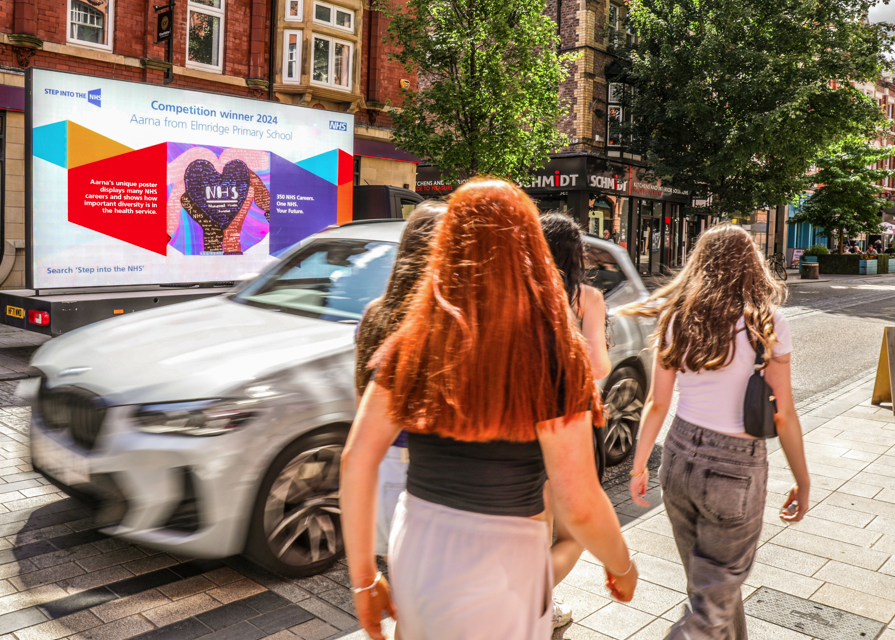 STEP INTO THE NHS
Competition winner 2024
NHS
Aarna from Elmridge Primary School
Aarna's unique poster
displays many NHS
careers and shows how
important diversity is in
the health service.
NHS
350 NHS Careers.
One NHS.
Your Future.
Search 'Step into the NHS'
SCHMIDT